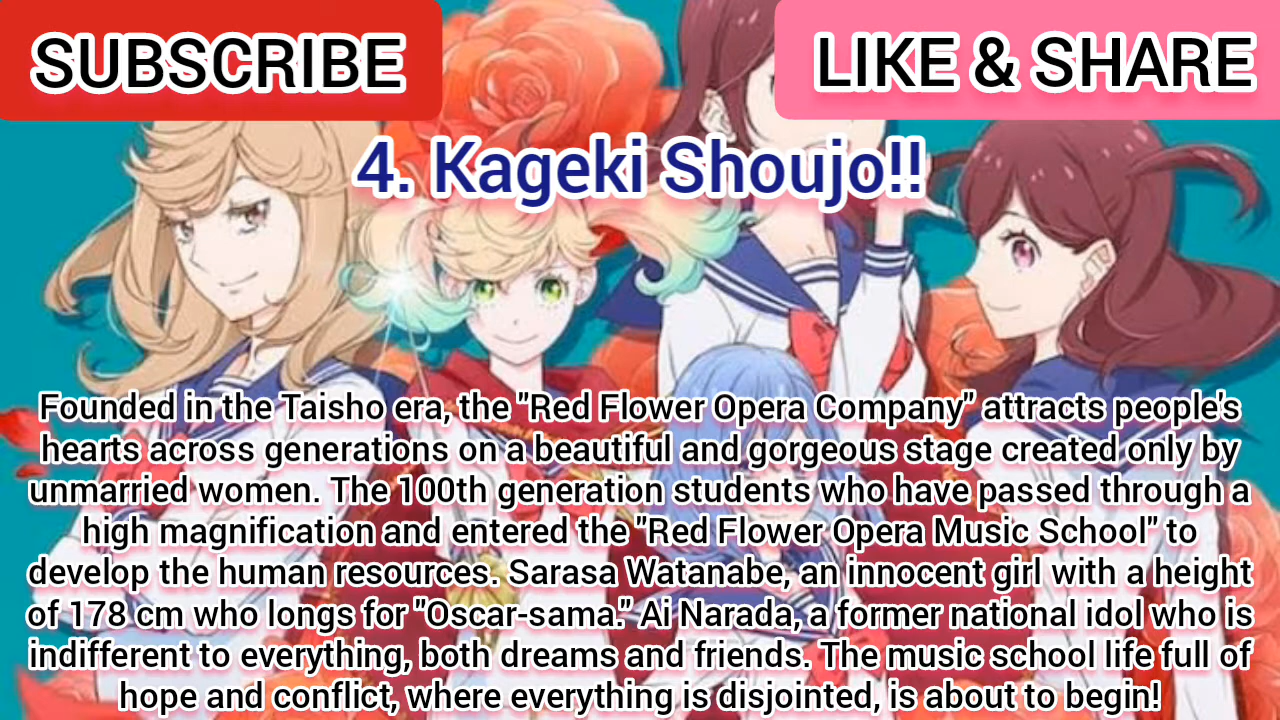 SUBSCRIBE
LIKE & SHARE
4. Kageki Shoujo!!
Founded in the Taisho era, the "Red Flower Opera Company" attracts people's
hearts across generations on a beautiful and gorgeous stage created only by
unmarried women. The 100th generation students who have passed through a
high magnification and entered the "Red Flower Opera Music School" to
develop the human resources. Sarasa Watanabe, an innocent girl with a height
of 178 cm who longs for "Oscar-sama." Ai Narada, a former national idol who is
indifferent to everything, both dreams and friends. The music school life full of
hope and conflict, where everything is disjointed, is about to begin!